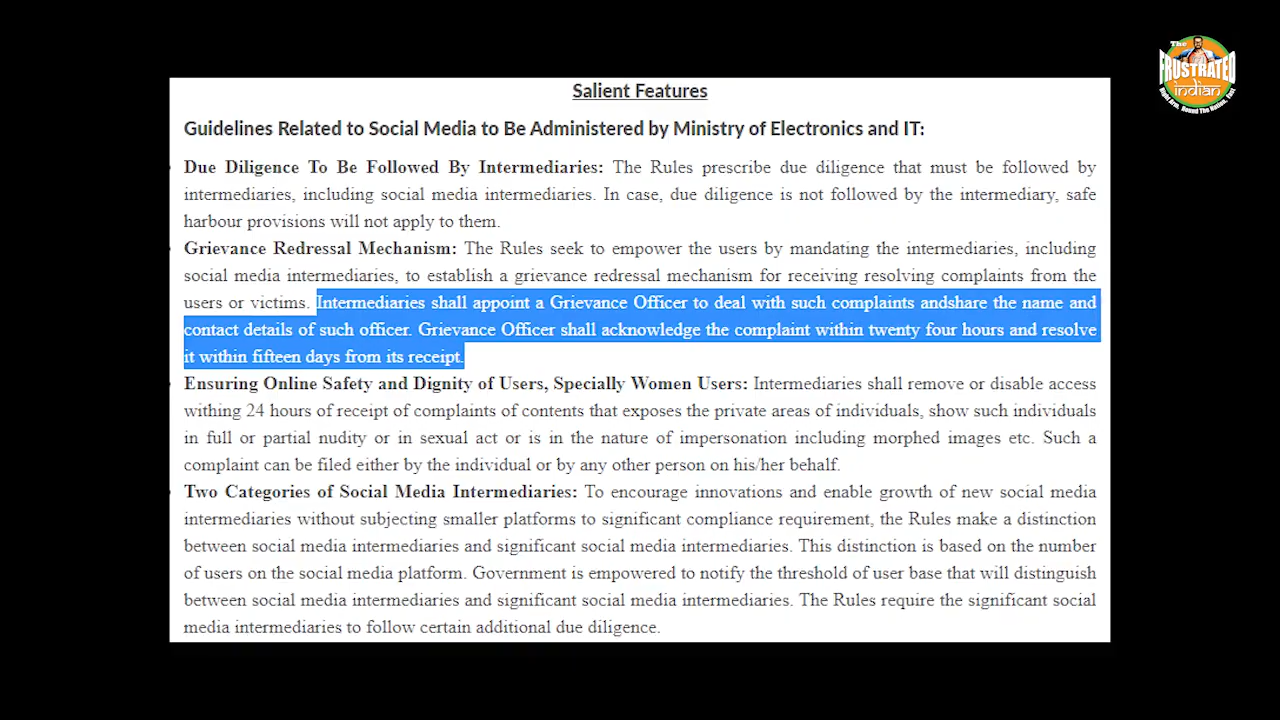 The
FRUSTRATED
indian
Right Arm. Round The Nation. Fast
Salient Features
Guidelines Related to Social Media to Be Administered by Ministry of Electronics and IT:
Due Diligence To Be Followed By Intermediaries: The Rules prescribe due diligence that must be followed by
intermediaries, including social media intermediaries. In case, due diligence is not followed by the intermediary, safe
harbour provisions will not apply to them.
Grievance Redressal Mechanism: The Rules seek to empower the users by mandating the intermediaries, including
social media intermediaries, to establish a grievance redressal mechanism for receiving resolving complaints from the
users or victims. Intermediaries shall appoint a Grievance Officer to deal with such complaints andshare the name and
contact details of such officer. Grievance Officer shall acknowledge the complaint within twenty four hours and resolve
it within fifteen days from its receipt.
Ensuring Online Safety and Dignity of Users, Specially Women Users: Intermediaries shall remove or disable access
withing 24 hours of receipt of complaints of contents that exposes the private areas of individuals, show such individuals
in full or partial nudity or in sexual act or is in the nature of impersonation including morphed images etc. Such a
complaint can be filed either by the individual or by any other person on his/her behalf.
Two Categories of Social Media Intermediaries: To encourage innovations and enable growth of new social media
intermediaries without subjecting smaller platforms to significant compliance requirement, the Rules make a distinction
between social media intermediaries and significant social media intermediaries. This distinction is based on the number
of users on the social media platform. Government is empowered to notify the threshold of user base that will distinguish
between social media intermediaries and significant social media intermediaries. The Rules require the significant social
media intermediaries to follow certain additional due diligence.